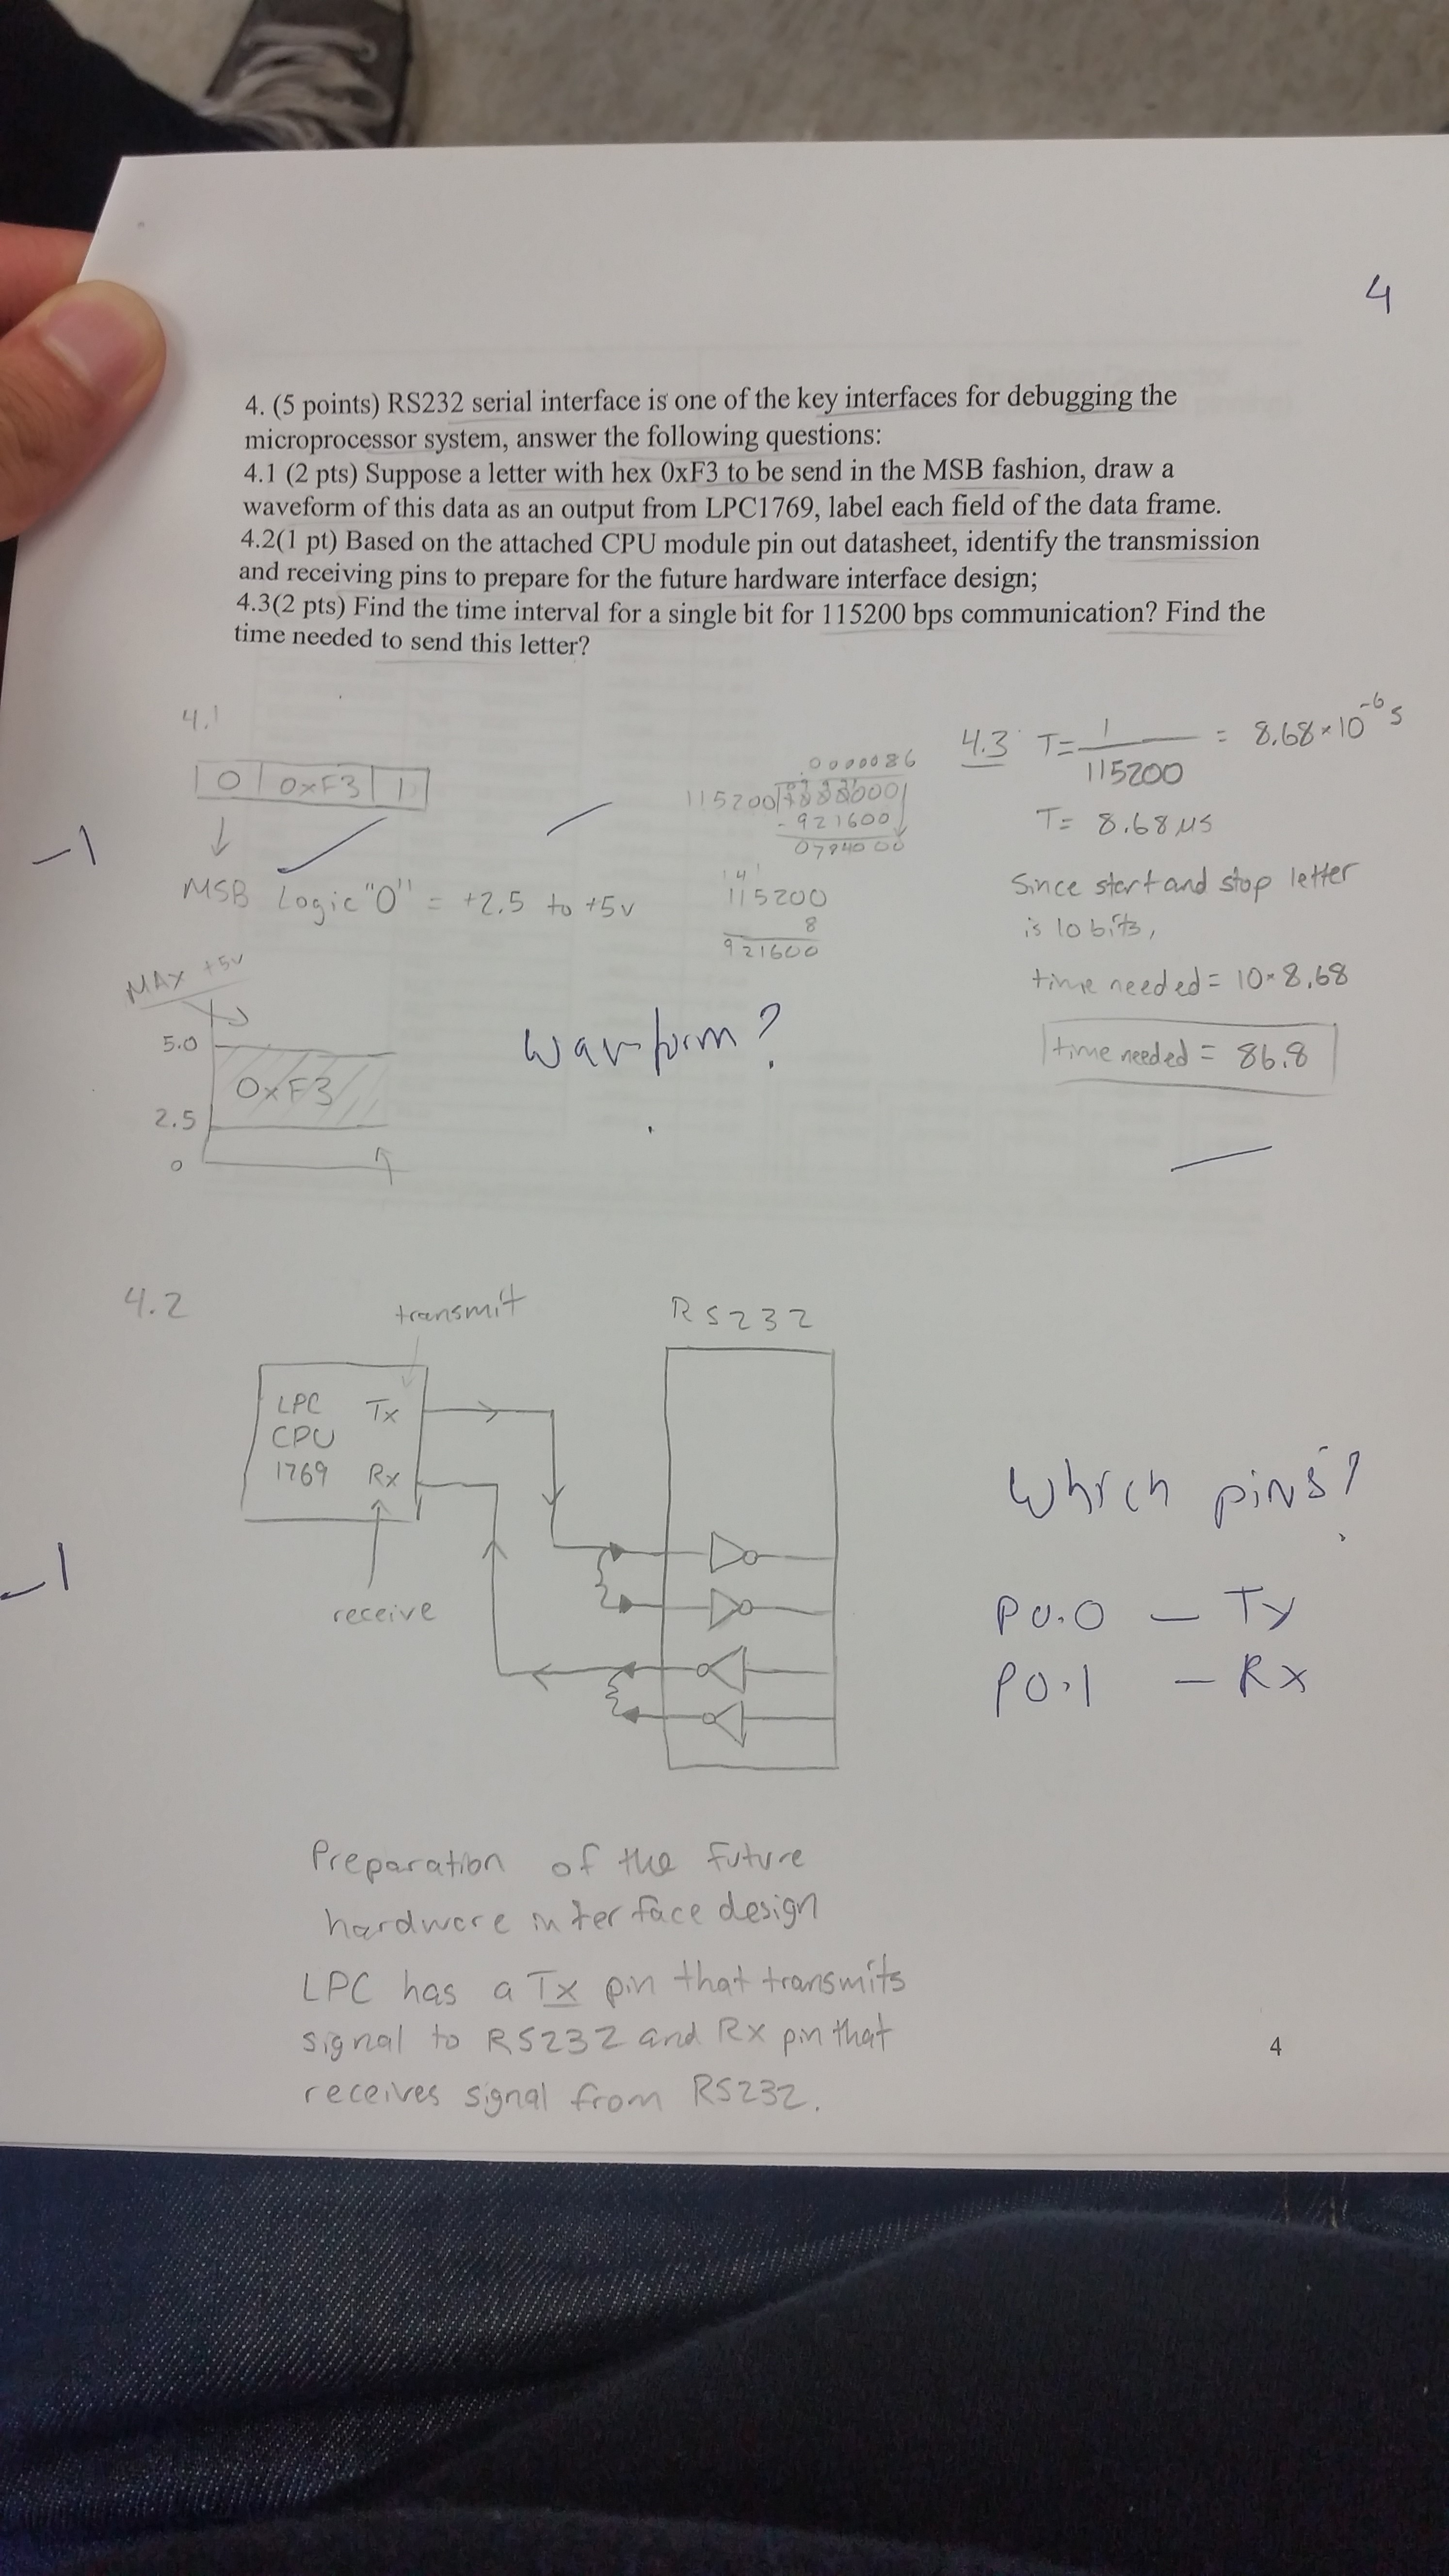 4
4. (5 points) RS232 serial interface is one of the key interfaces for debugging the
microprocessor system, answer the following questions:
4.1 (2 pts) Suppose a letter with hex 0xF3 to be send in the MSB fashion, draw a
waveform of this data as an output from LPC1769, label each field of the data frame.
4.2(1 pt) Based on the attached CPU module pin out datasheet, identify the transmission
and receiving pins to prepare for the future hardware interface design;
4.3(2 pts) Find the time interval for a single bit for 115200 bps communication? Find the
time needed to send this letter?
4.1
0 0xF3 1
-1
MSB Logic "0" = +2.5 to +5v
MAX +5v
5.0
0xF3
2.5
0
waveform?
.0000086
115200
-921600
0784000
141
115200
8
921600
4.3 T= 1/115200 = 8.68×10^-6 s
T= 8.68 μs
Since start and stop letter
is 10 bits,
time needed = 10×8.68
time needed = 86.8
4.2
transmit
RS232
LPC Tx
CPU
1769 Rx
receive
-1
Which pins?
P0.0 — Tx
P0.1 — Rx
Preparation of the future
hardware interface design
LPC has a Tx pin that transmits
signal to RS232 and Rx pin that
receives signal from RS232.
4